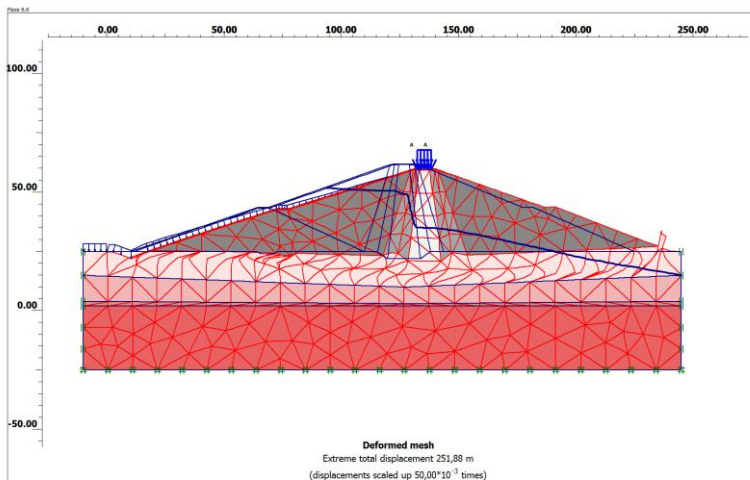 Plaxis 8.6
0.00 50,00 100.00 150.00 200.00 250.00
100.00
A A
50.00
0.00
-50.00
Deformed mesh
Extreme total displacement 251,88 m
(displacements scaled up 50,00*10-3 times)